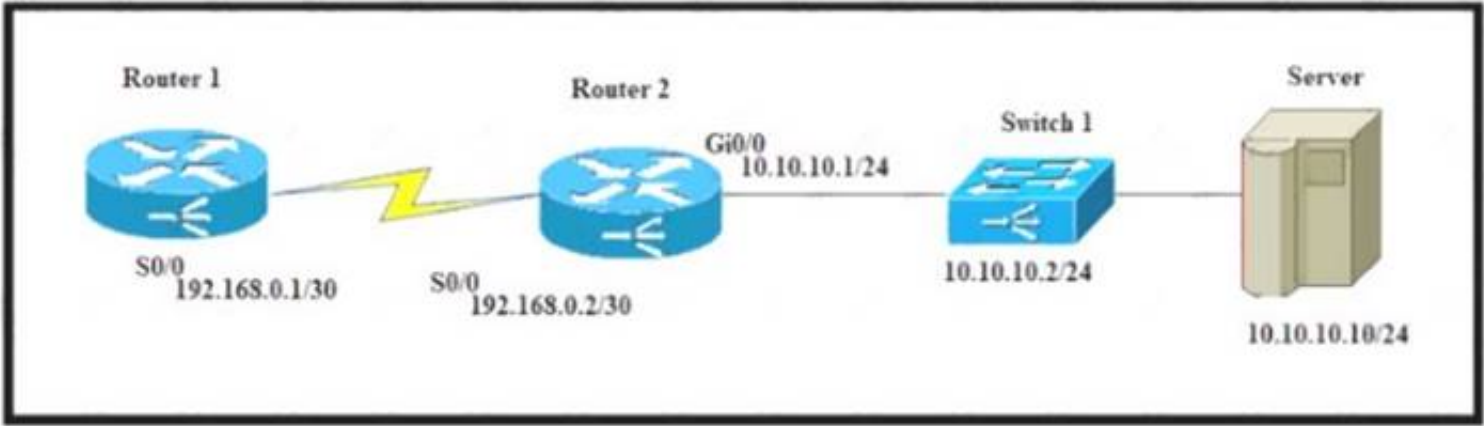 Router 1
S0/0
192.168.0.1/30
Router 2
S0/0
192.168.0.2/30
Gi0/0
10.10.10.1/24
Switch 1
10.10.10.2/24
Server
10.10.10.10/24